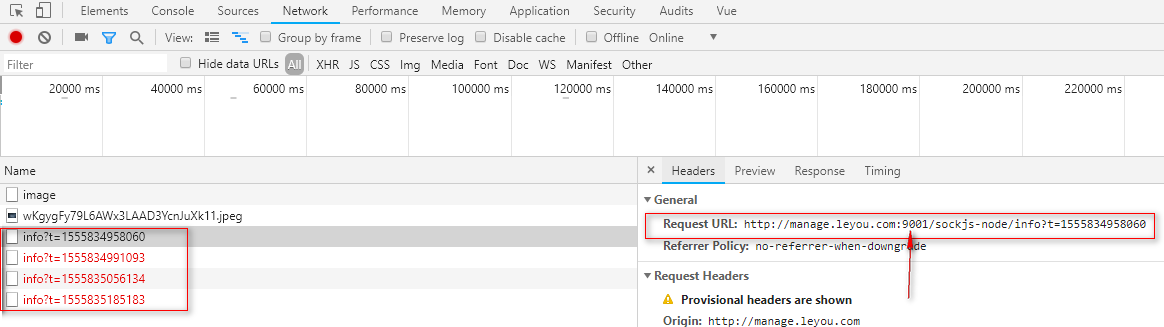 Elements Console Sources Network Performance Memory Application Security Audits Vue
View: Group by frame Preserve log Disable cache Offline Online
Filter Hide data URLs All XHR JS CSS Img Media Font Doc WS Manifest Other
20000 ms 40000 ms 60000 ms 80000 ms 100000 ms 120000 ms 140000 ms 160000 ms 180000 ms 200000 ms 220000 ms
Name
image
wKgygFy79L6AWx3LAAD3YcnJuXk11.jpeg
info?t=1555834958060
info?t=1555834991093
info?t=1555835056134
info?t=1555835185183
× Headers Preview Response Timing
General
Request URL: http://manage.leyou.com:9001/sockjs-node/info?t=1555834958060
Referrer Policy: no-referrer-when-downgrade
Request Headers
Provisional headers are shown
Origin: http://manage.leyou.com